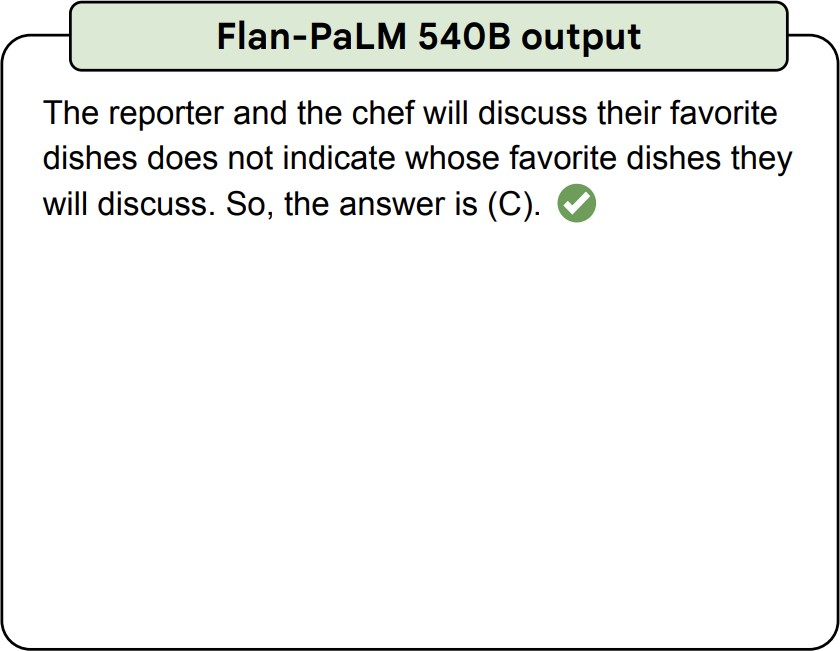 Flan-PaLM 540B output
The reporter and the chef will discuss their favorite
dishes does not indicate whose favorite dishes they
will discuss. So, the answer is (C).